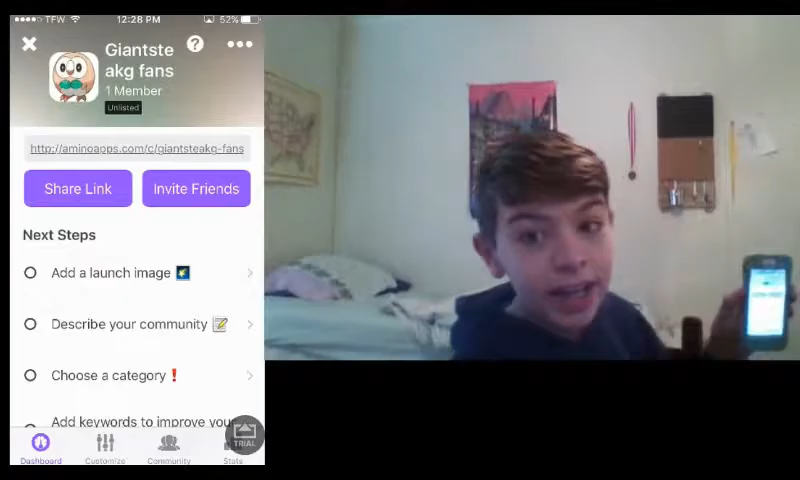 TFW 12:28 PM 52%
Giantste
akg fans
1 Member
Unlisted
http://aminoapps.com/c/giantsteakg-fans
Share Link Invite Friends
Next Steps
Add a launch image
Describe your community
Choose a category
Add keywords to improve your
TRIAL
Dashboard Customize Community Stats